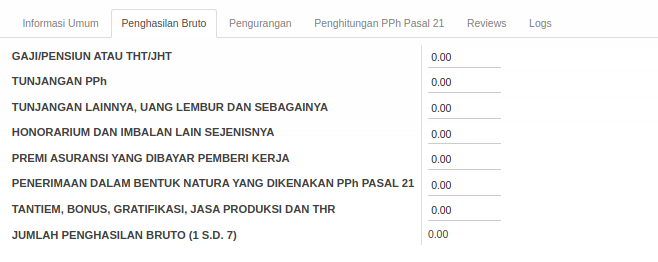 Informasi Umum Penghasilan Bruto Pengurangan Penghitungan PPh Pasal 21 Reviews Logs
GAJI/PENSIUN ATAU THT/JHT 0.00
TUNJANGAN PPh 0.00
TUNJANGAN LAINNYA, UANG LEMBUR DAN SEBAGAINYA 0.00
HONORARIUM DAN IMBALAN LAIN SEJENISNYA 0.00
PREMI ASURANSI YANG DIBAYAR PEMBERI KERJA 0.00
PENERIMAAN DALAM BENTUK NATURA YANG DIKENAKAN PPh PASAL 21 0.00
TANTIEM, BONUS, GRATIFIKASI, JASA PRODUKSI DAN THR 0.00
JUMLAH PENGHASILAN BRUTO (1 S.D. 7) 0.00